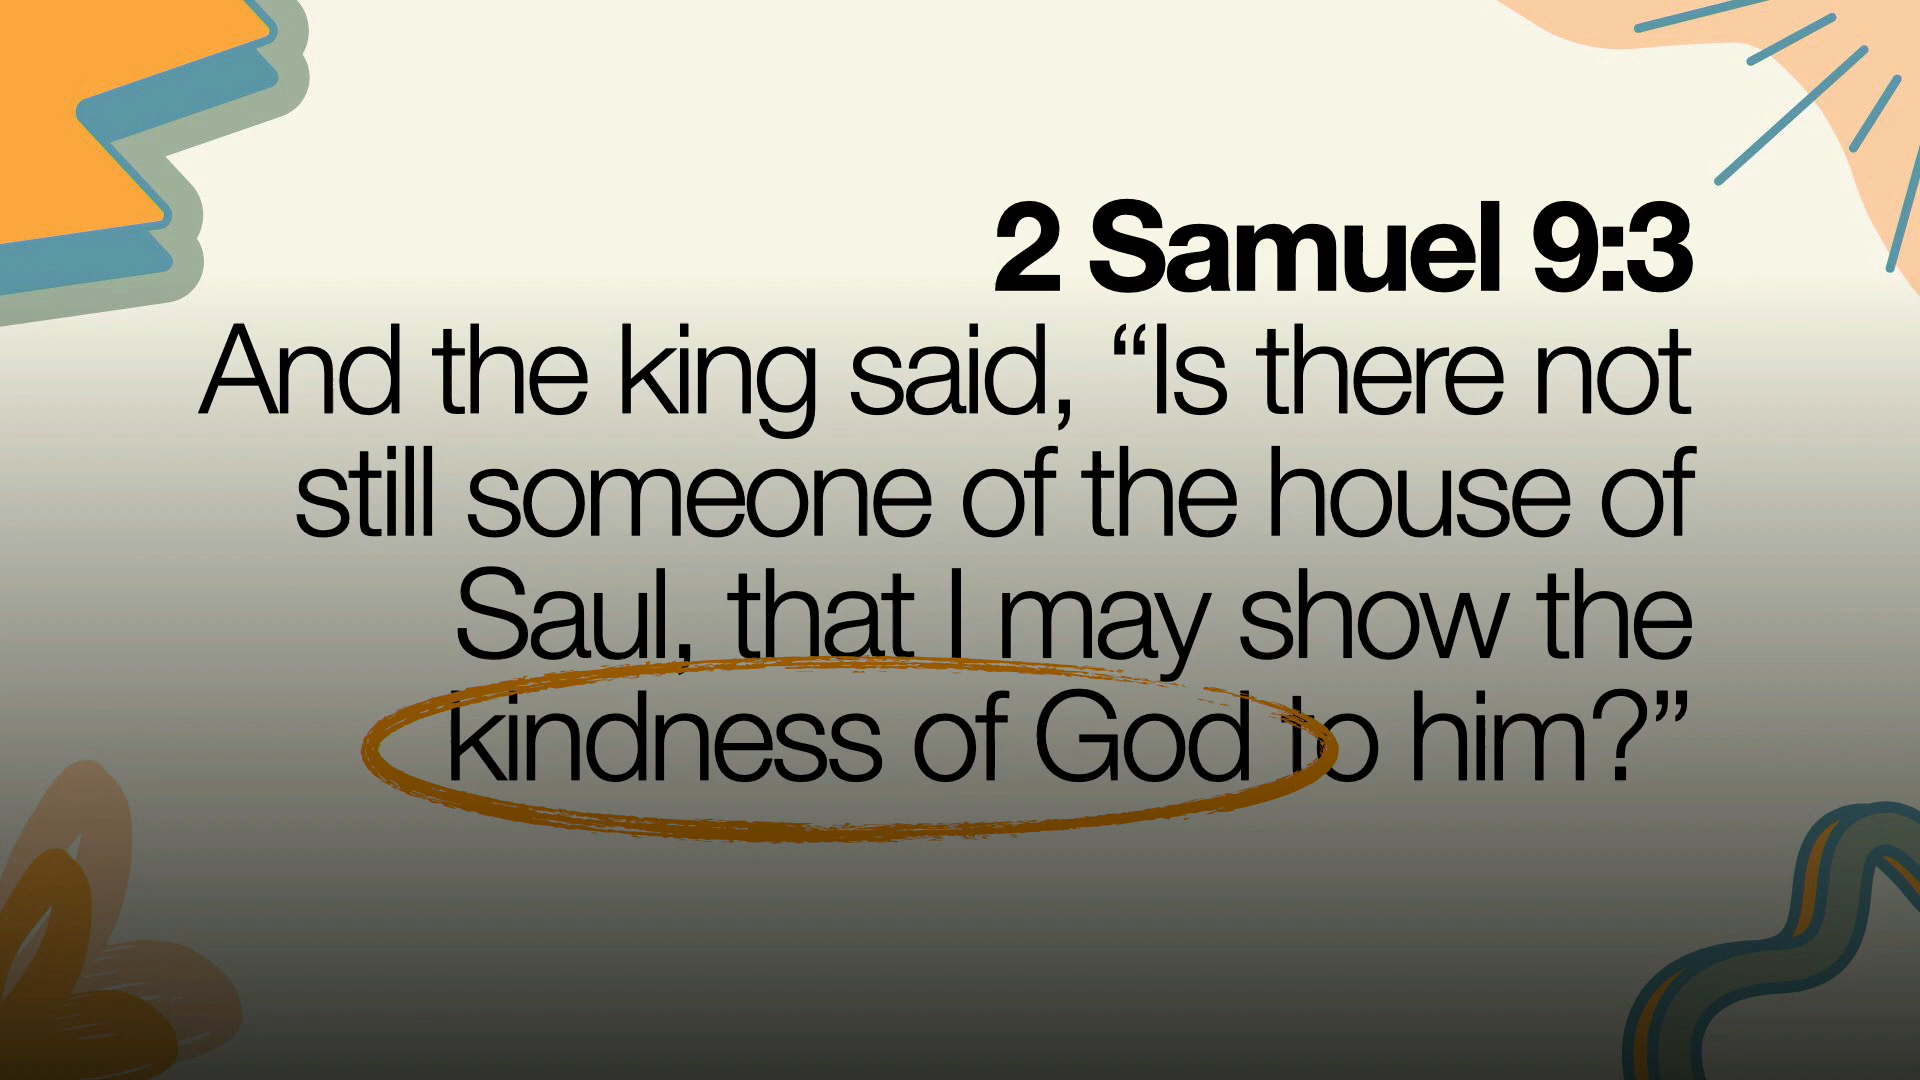 2 Samuel 9:3
And the king said, “Is there not
still someone of the house of
Saul, that I may show the
kindness of God to him?”